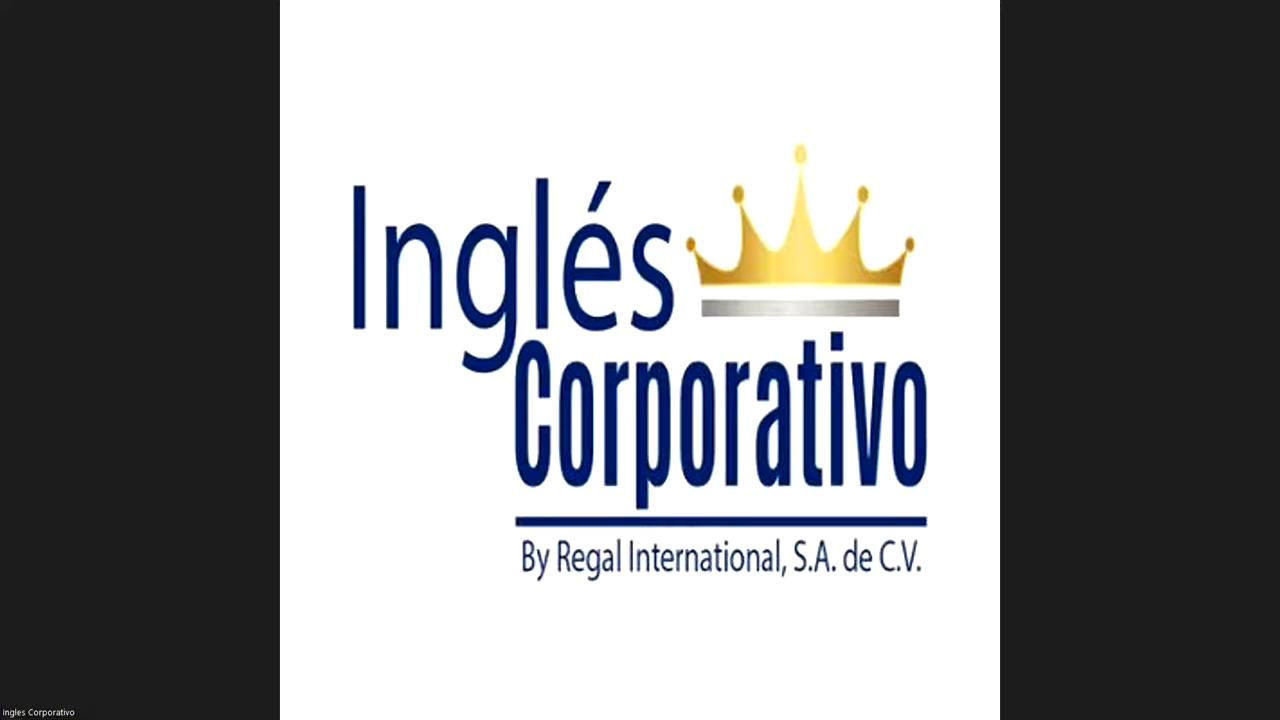 Inglés
Corporativo
By Regal International, S.A. de C.V.
Ingles Corporativo